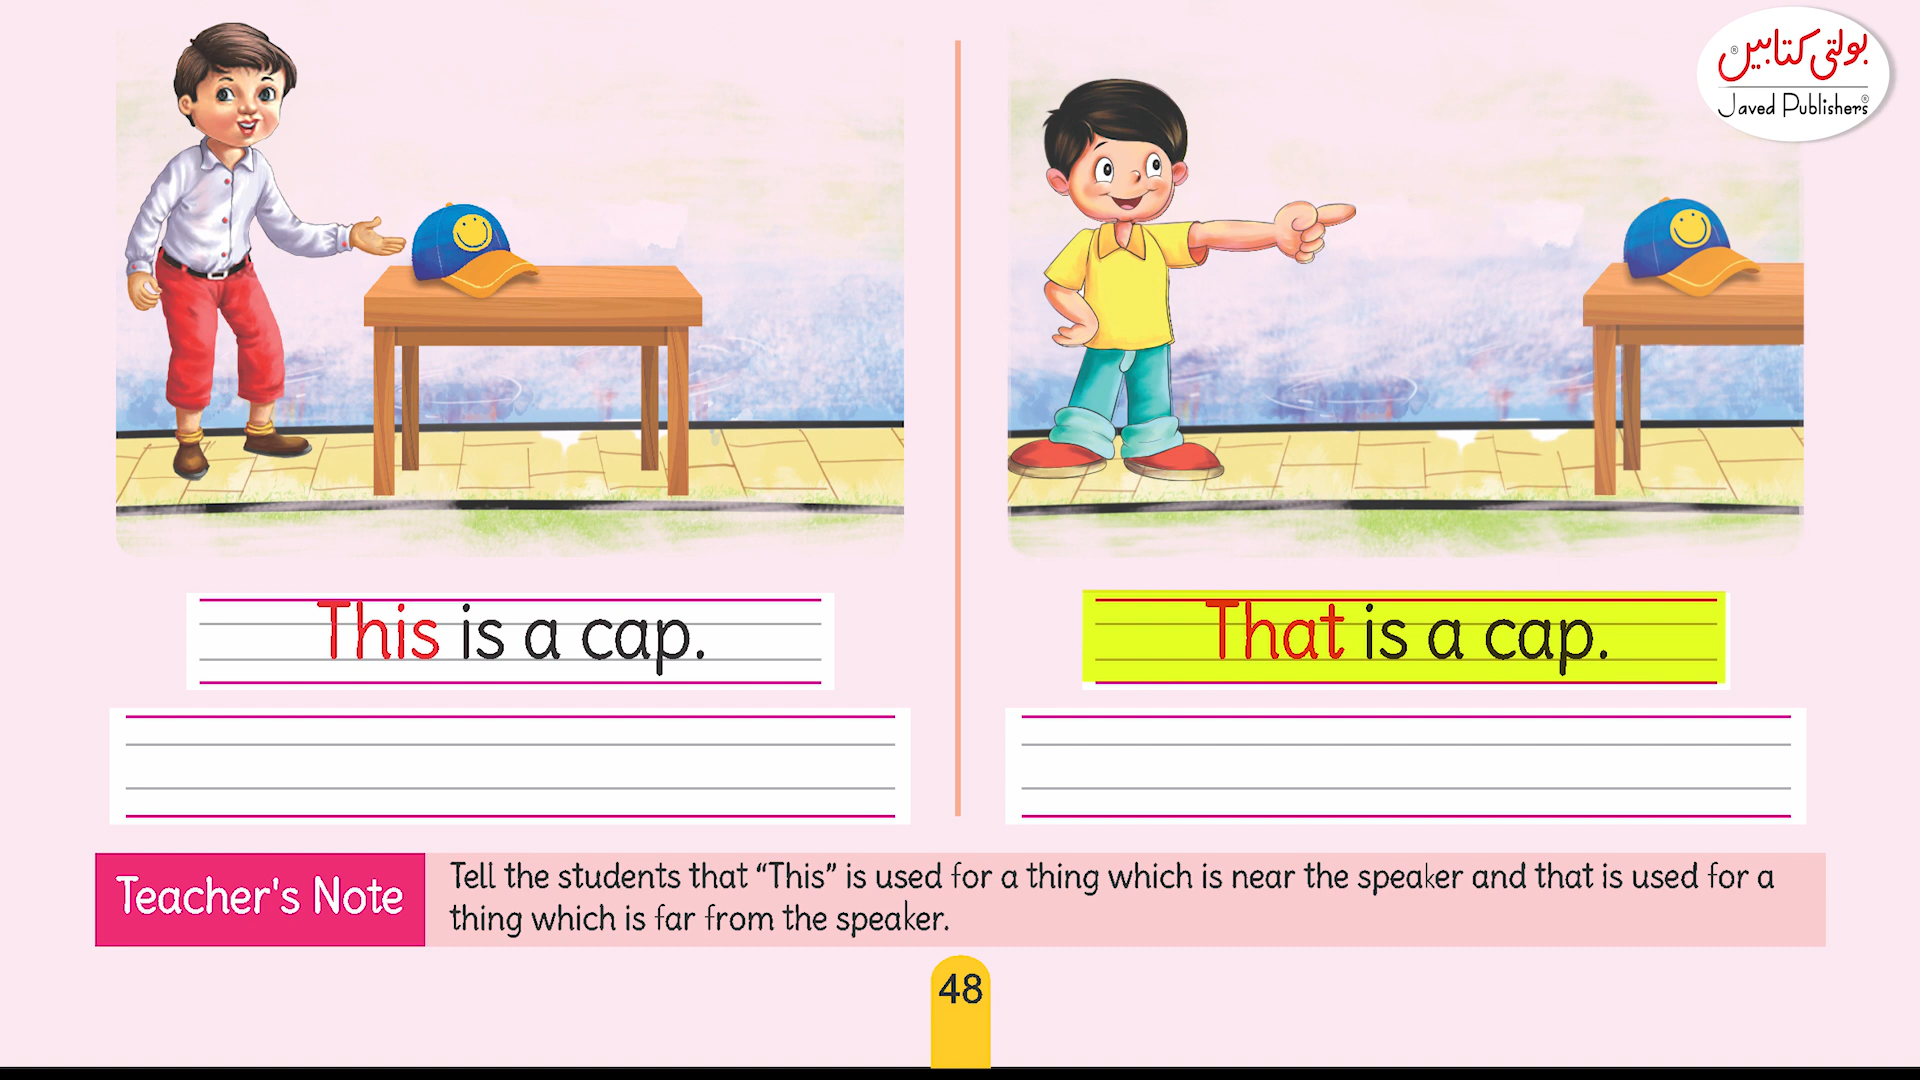 بولتی کتابیں®
Javed Publishers®
This is a cap.
That is a cap.
Teacher's Note
Tell the students that “This” is used for a thing which is near the speaker and that is used for a
thing which is far from the speaker.
48